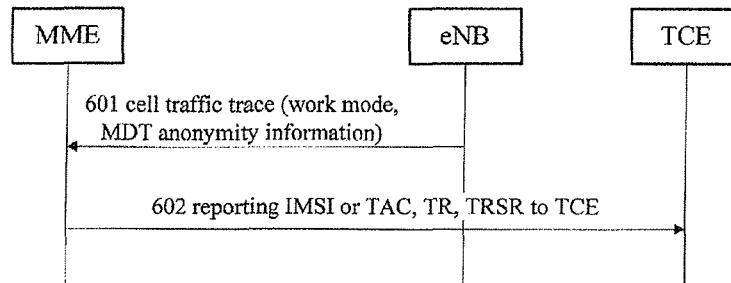 MME eNB TCE
601 cell traffic trace (work mode,
MDT anonymity information)
602 reporting IMSI or TAC, TR, TRSR to TCE